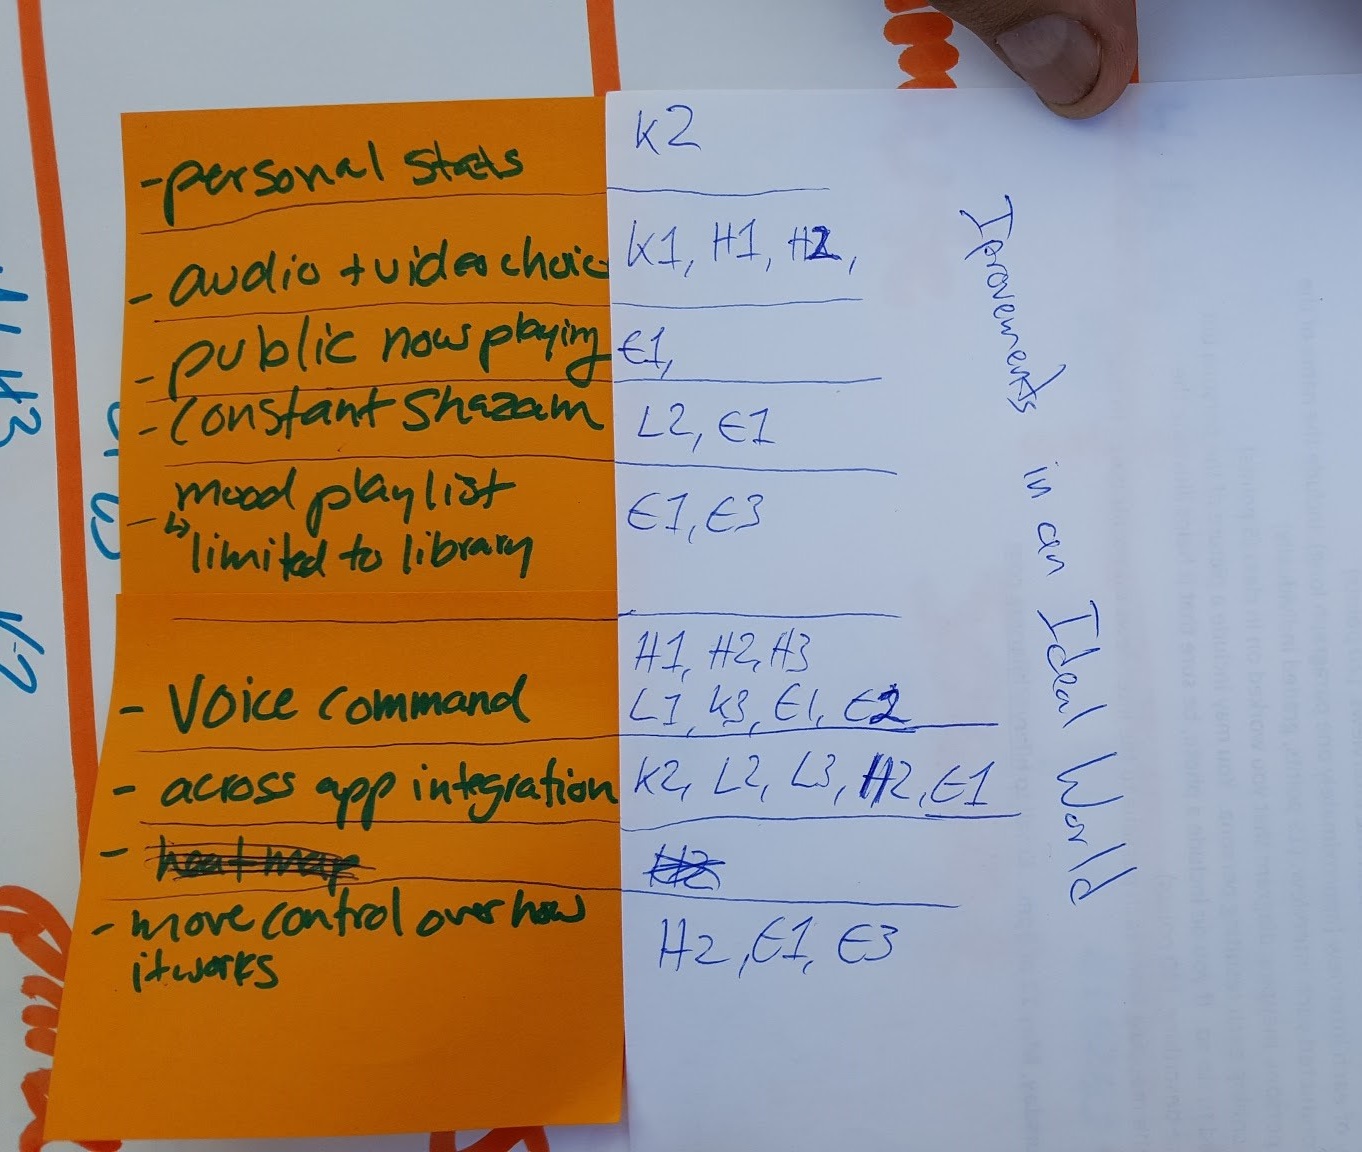 - personal stats K2
- audio + video choic K1, H1, H2,
- public now playing E1,
- constant Shazam L2, E1
- mood playlist E1, E3
↳ limited to library
H1, H2, H3
- Voice command L1, K3, E1, E2
- across app integration K2, L2, L3, H2, E1
- heat map H2
- more control over how
it works H2, E1, E3
Iprovements in an Ideal World